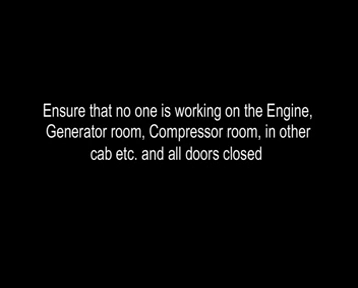 Ensure that no one is working on the Engine,
Generator room, Compressor room, in other
cab etc. and all doors closed